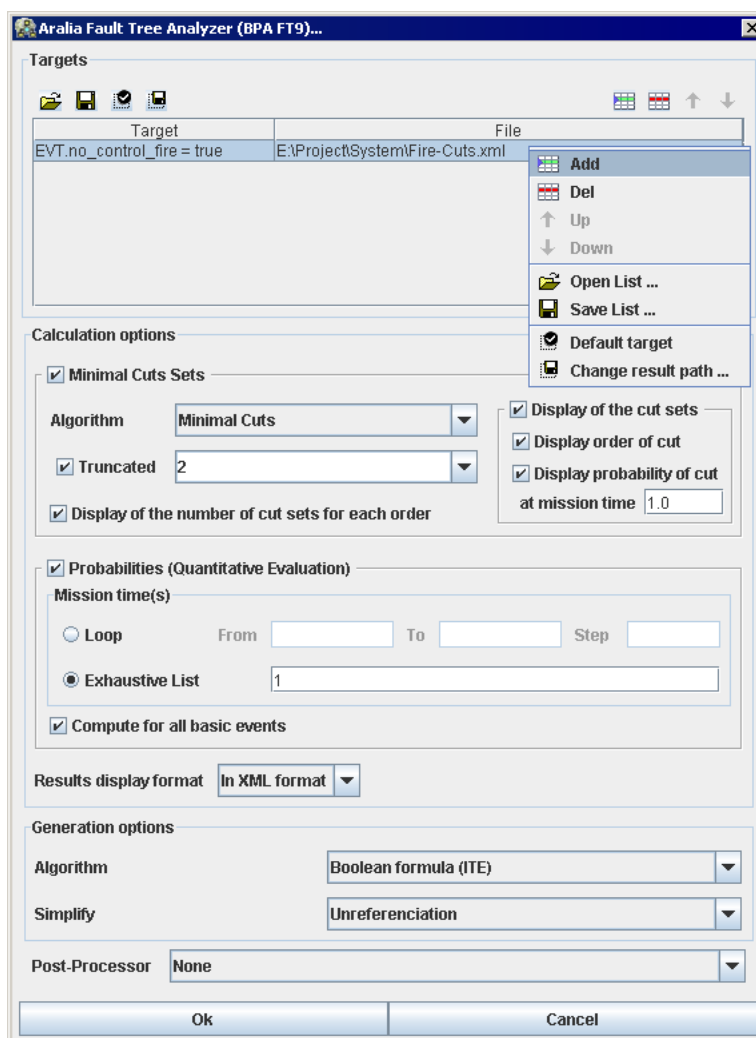 Aralia Fault Tree Analyzer (BPA FT9)...
Targets
Target File
EVT.no_control_fire = true E:\Project\System\Fire-Cuts.xml
Add
Del
Up
Down
Open List ...
Save List ...
Default target
Change result path ...
Calculation options
Minimal Cuts Sets
Algorithm Minimal Cuts
Truncated 2
Display of the number of cut sets for each order
Display of the cut sets
Display order of cut
Display probability of cut
at mission time 1.0
Probabilities (Quantitative Evaluation)
Mission time(s)
Loop From To Step
Exhaustive List 1
Compute for all basic events
Results display format In XML format
Generation options
Algorithm Boolean formula (ITE)
Simplify Unreferenciation
Post-Processor None
Ok Cancel